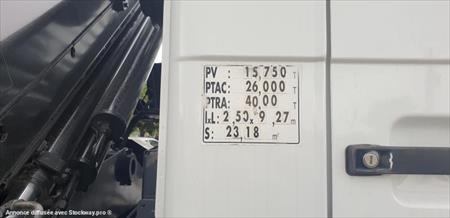 PV : 15,750 T
PTAC: 26,000 T
PTRA: 40,00 T
L.L: 2,50 x 9,27 m
S: 23,18 m²
Annonce diffusée avec Stockway.pro ®